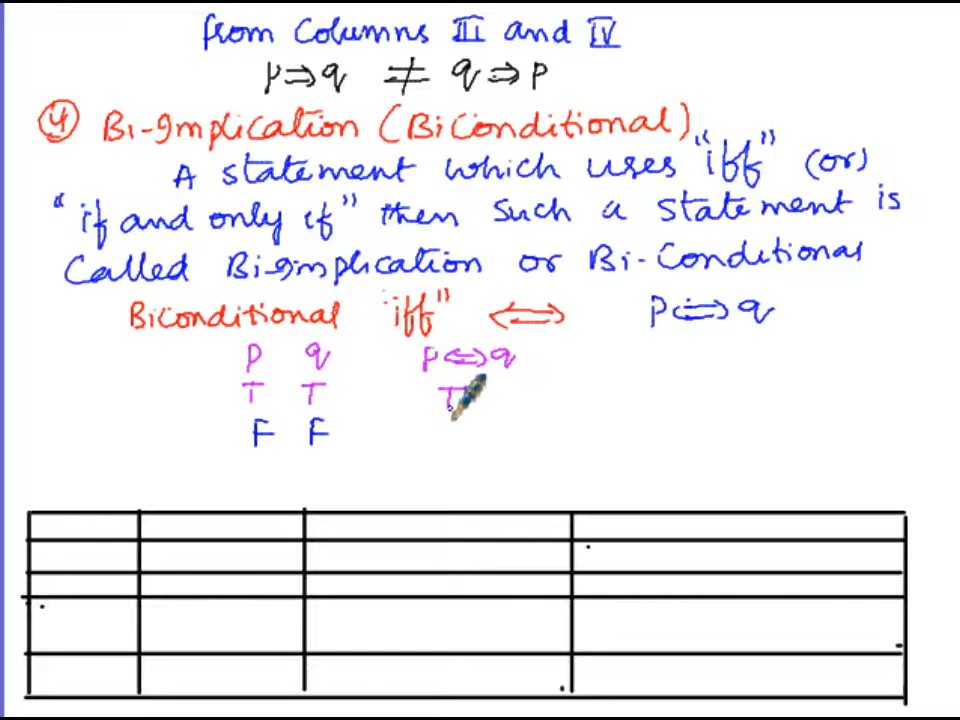 from Columns III and IV
p⇒q ≠ q⇒p
④ Bi-Implication (BiConditional)
A statement which uses "iff" (or)
"if and only if" then such a statement is
Called Bi-implication or Bi-Conditional
Biconditional "iff" ⇔ p⇔q
p q p⇔q
T T T
F F